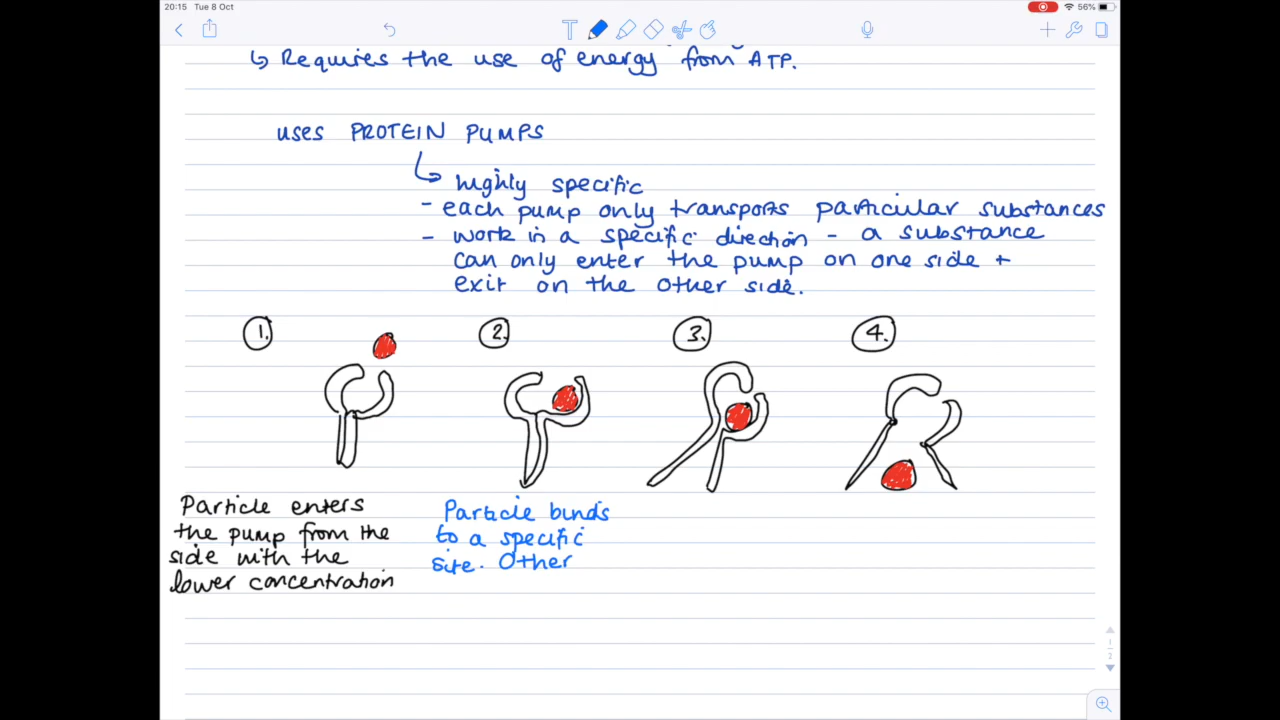 20:15 Tue 8 Oct
56%
↳ Requires the use of energy from ATP.
uses PROTEIN PUMPS
highly specific
- each pump only transports particular substances
- work in a specific direction - a substance
can only enter the pump on one side +
exit on the other side.
1. 2. 3. 4.
Particle enters
the pump from the
side with the
lower concentration
Particle binds
to a specific
site. Other
1
2